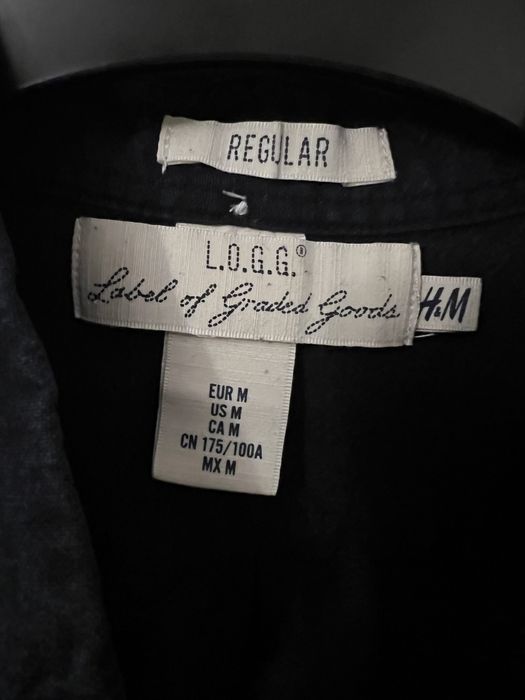 REGULAR
L.O.G.G.®
Label of Graded Goods
H&M
EUR M
US M
CA M
CN 175/100A
MX M